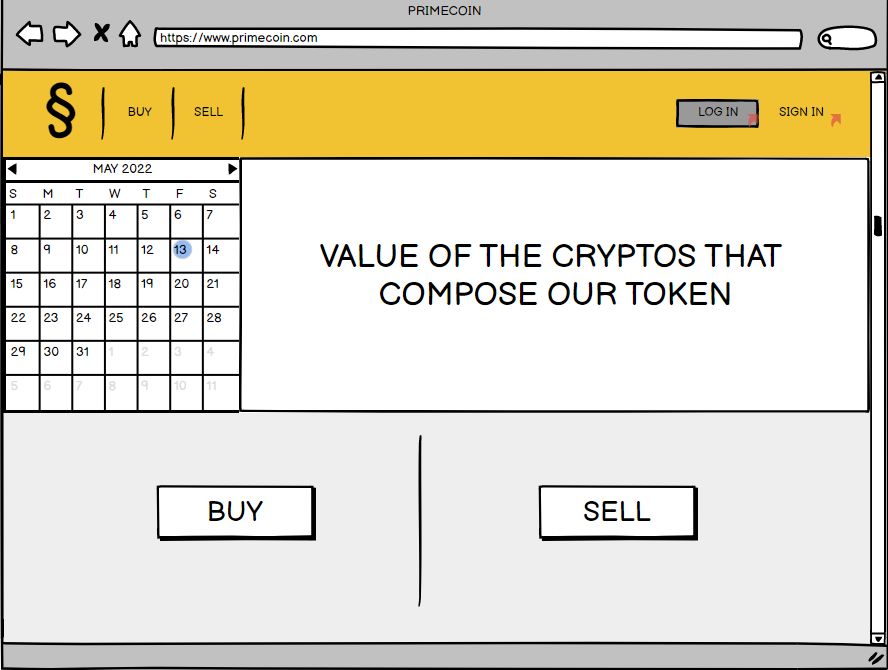 PRIMECOIN
https://www.primecoin.com
§ BUY SELL LOG IN SIGN IN
MAY 2022
S M T W T F S
1 2 3 4 5 6 7
8 9 10 11 12 13 14
15 16 17 18 19 20 21
22 23 24 25 26 27 28
29 30 31 1 2 3 4
5 6 7 8 9 10 11
VALUE OF THE CRYPTOS THAT
COMPOSE OUR TOKEN
BUY SELL